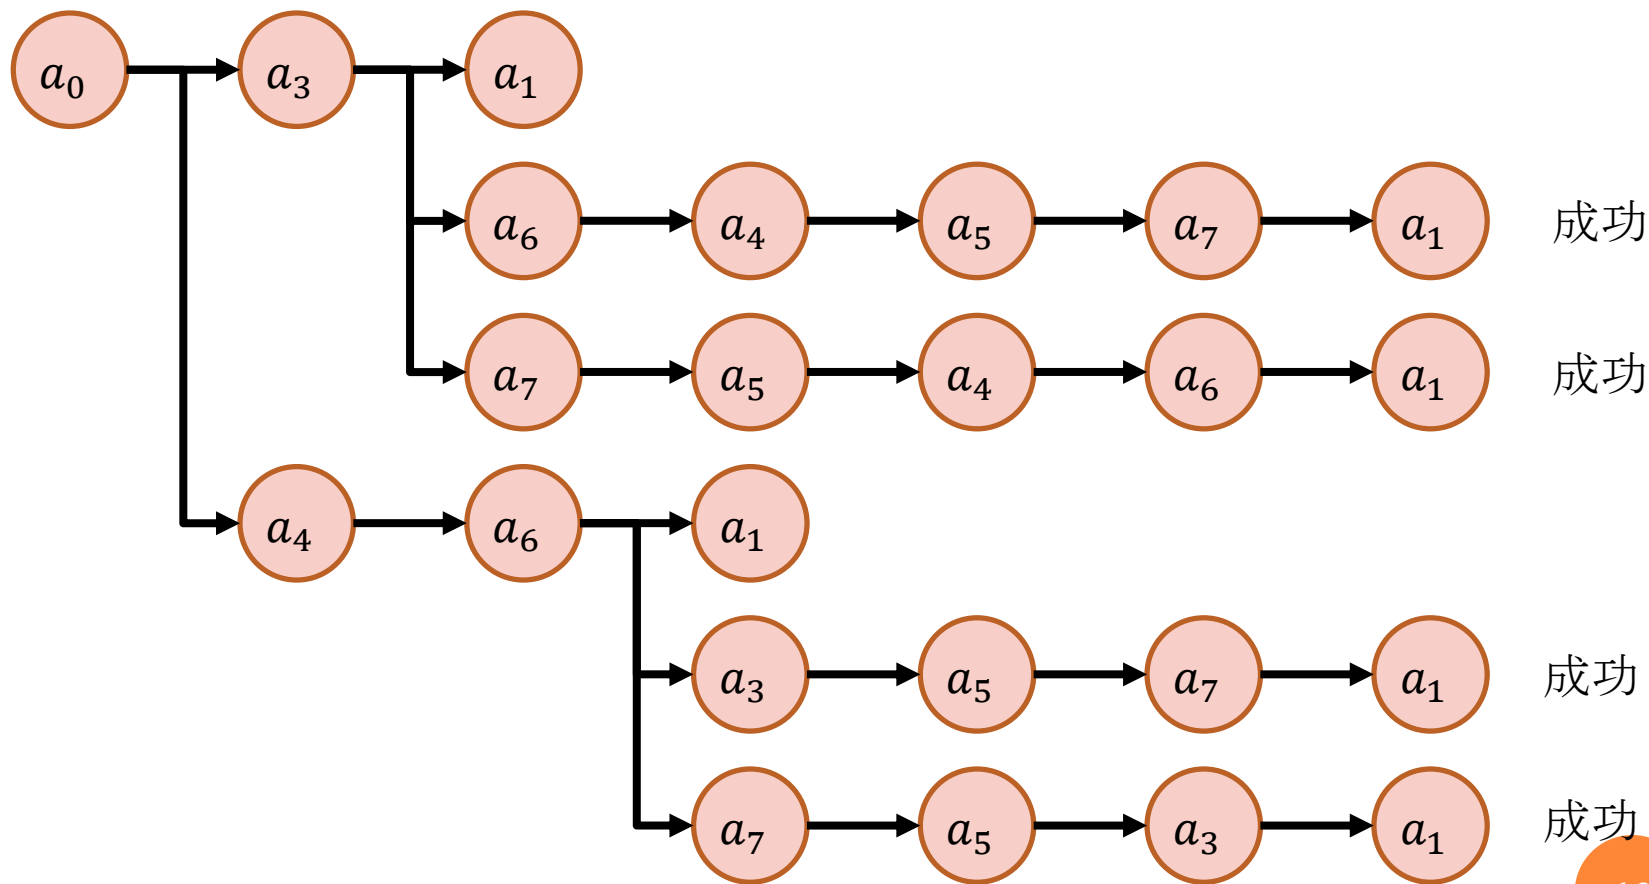 a₀ a₃ a₁
a₆ a₄ a₅ a₇ a₁ 成功
a₇ a₅ a₄ a₆ a₁ 成功
a₄ a₆ a₁
a₃ a₅ a₇ a₁ 成功
a₇ a₅ a₃ a₁ 成功